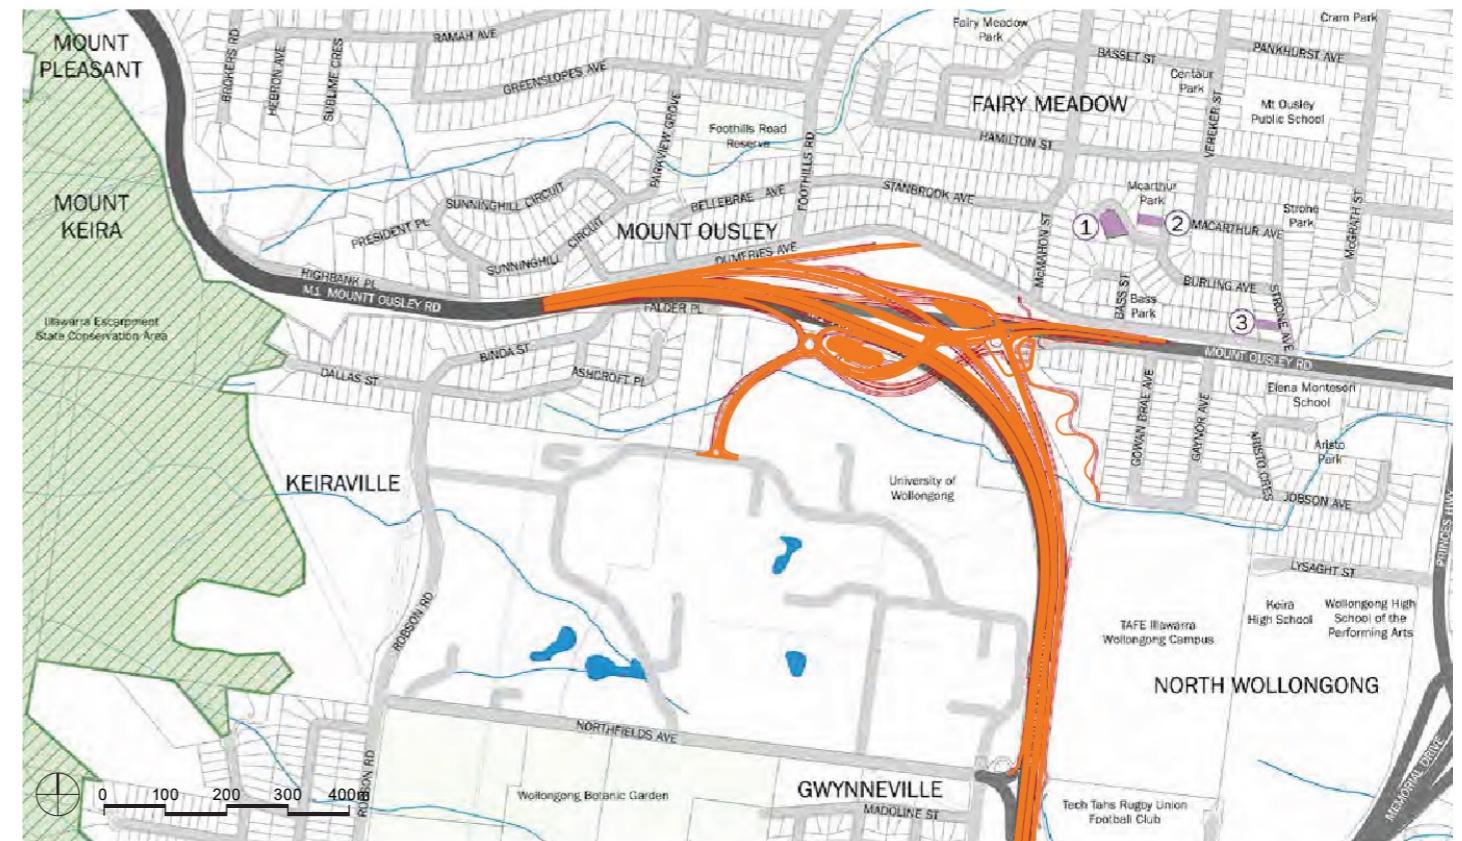 MOUNT
PLEASANT
BROKERS RD
HEBRON AVE
SUBLIME CRES
RAMAH AVE
GREENSLOPES AVE
PARKVIEW GROVE
Foothills Road
Reserve
FOOTHILLS RD
Fairy Meadow
Park
FAIRY MEADOW
BASSET ST
Cram Park
PANKHURST AVE
Centaur
Park
VEREKER ST
Mt Ousley
Public School
HAMILTON ST
MOUNT
KEIRA
PRESIDENT PL
SUNNINGHILL CIRCUIT
SUNNINGHILL
CIRCUIT
BELLEBRAE AVE
STANBROOK AVE
MOUNT OUSLEY
DUMFRIES AVE
McMAHON ST
Mcarthur
Park
1
2
MACARTHUR AVE
Strone
Park
McGRATH ST
BURLING AVE
BASS ST
Bass
Park
STRONE AVE
3
HIGHBANK PL
M1 MOUNTT OUSLEY RD
FALDER PL
MOUNT OUSLEY RD
Illawarra Escarpment
State Conservation Area
BINDA ST
DALLAS ST
ASHCROFT PL
GOWAN BRAE AVE
GAYNOR AVE
Elena Montesori
School
ARISTO CRES
Aristo
Park
JOBSON AVE
KEIRAVILLE
University of
Wollongong
PRINCES HWY
LYSAGHT ST
ROBSON RD
TAFE Illawarra
Wollongong Campus
Keira
High School
Wollongong High
School of the
Performing Arts
NORTH WOLLONGONG
NORTHFIELDS AVE
ROBSON RD
Wollongong Botanic Garden
GWYNNEVILLE
MADOLINE ST
Tech Tahs Rugby Union
Football Club
MEMORIAL DRIVE
0 100 200 300 400m